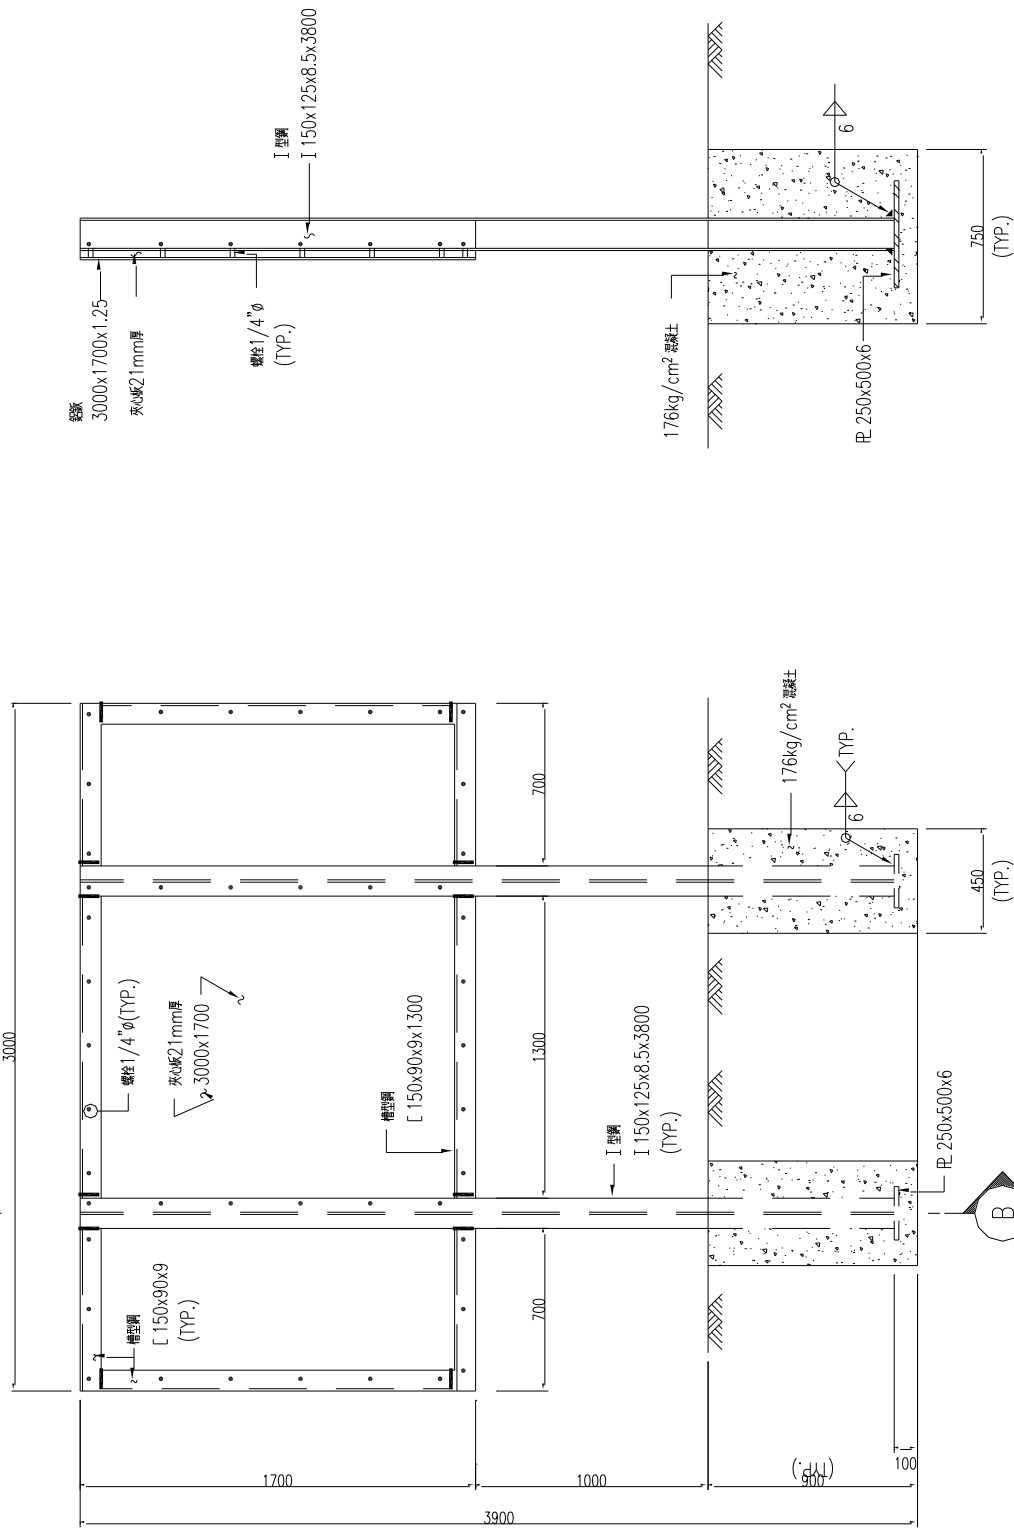 I 型鋼
I 150x125x8.5x3800
鋁鈑
3000x1700x1.25
夾心板21mm厚
螺栓1/4"ø
(TYP.)
176kg/cm² 混凝土
6
PL 250x500x6
750
(TYP.)
3000
700
1300
700
螺栓1/4"ø(TYP.)
夾心板21mm厚
3000x1700
槽型鋼
[ 150x90x9x1300
槽型鋼
[ 150x90x9
(TYP.)
I 型鋼
I 150x125x8.5x3800
(TYP.)
176kg/cm² 混凝土
TYP.
6
450
(TYP.)
PL 250x500x6
B
1700
1000
900
(TYP.)
100
3900